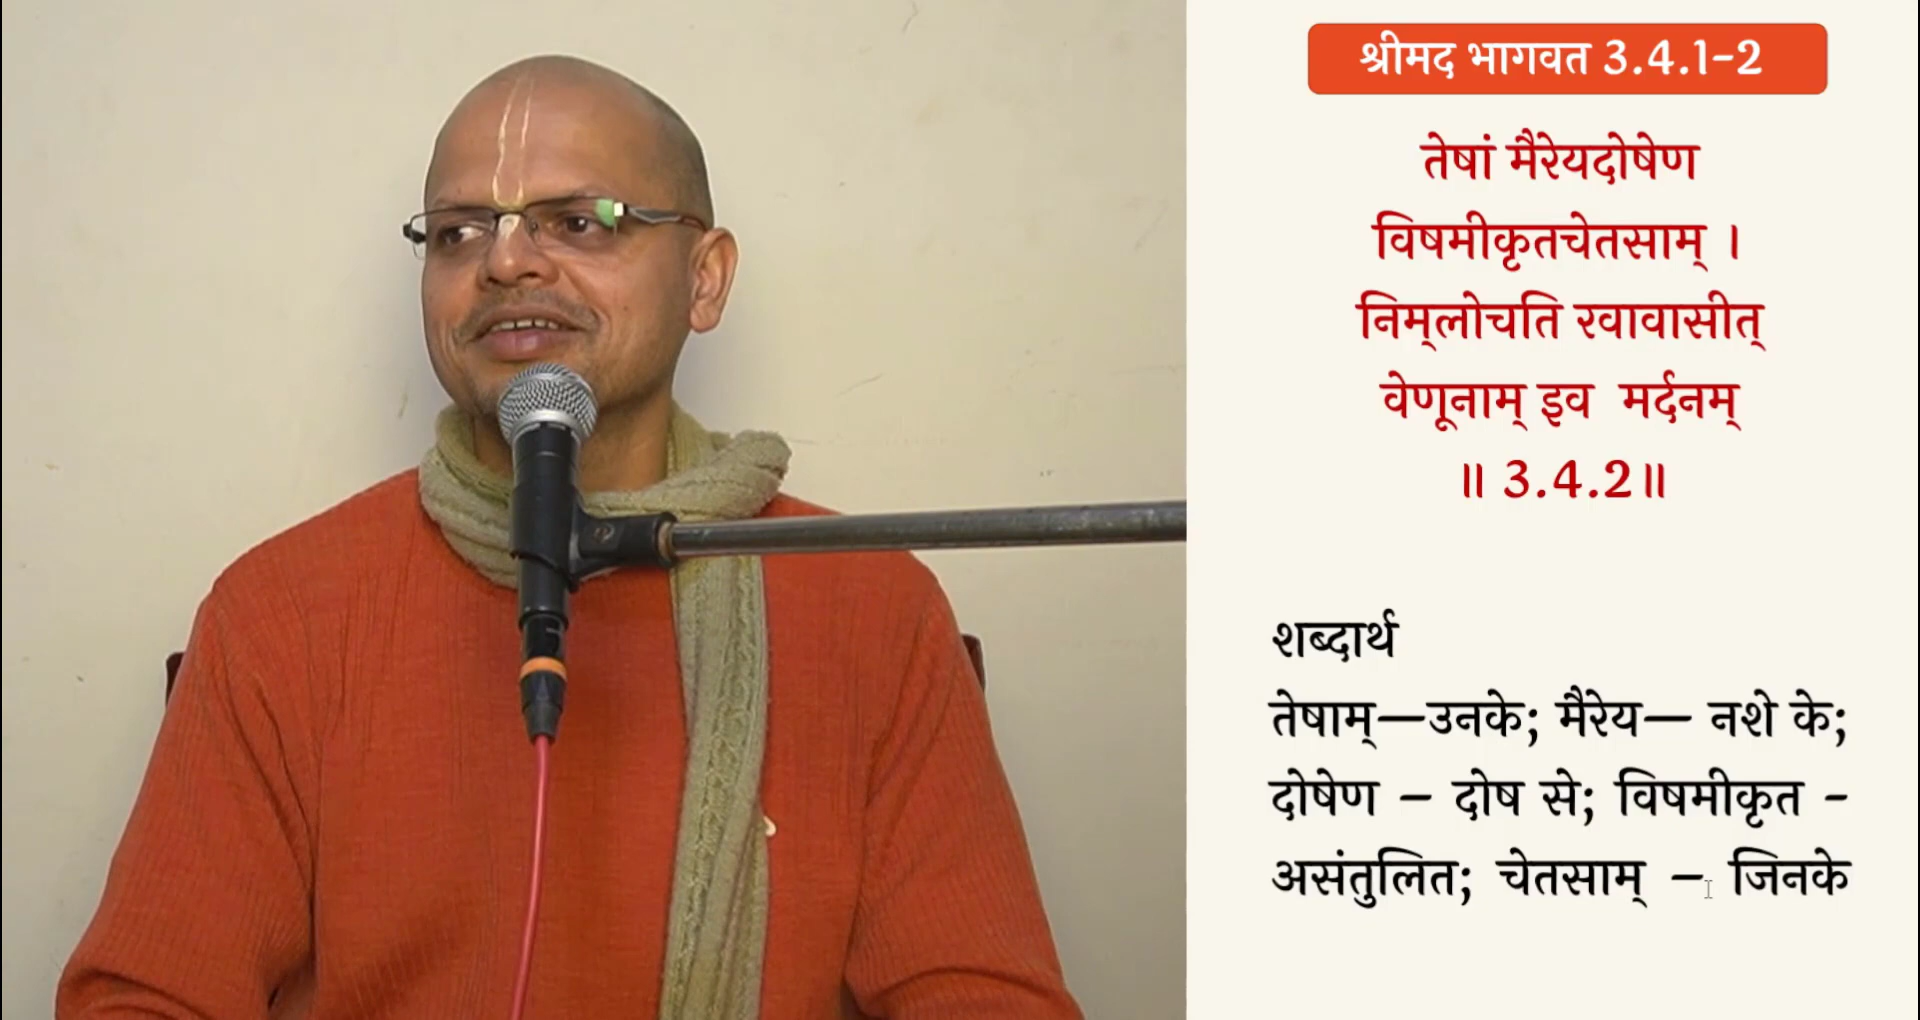 श्रीमद भागवत 3.4.1-2
तेषां मैरेयदोषेण
विषमीकृतचेतसाम् ।
निम्लोचति रवावासीत्
वेणूनाम् इव मर्दनम्
॥ 3.4.2॥
शब्दार्थ
तेषाम्—उनके; मैरेय— नशे के;
दोषेण – दोष से; विषमीकृत -
असंतुलित; चेतसाम् – जिनके